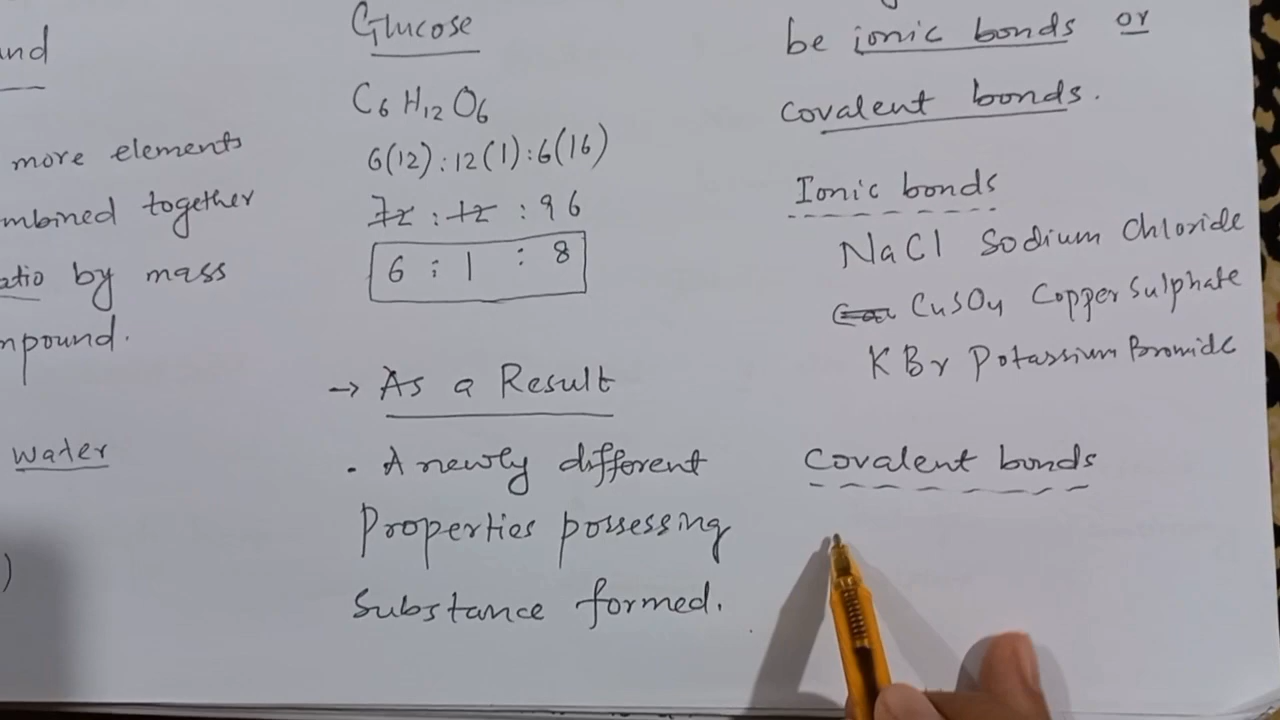 und
more elements
mbined together
atio by mass
mpound.
water
)
Glucose
C6 H12 O6
6(12) : 12(1) : 6(16)
72 : 12 : 96
6 : 1 : 8
→ As a Result
. A newly different
Properties possessing
Substance formed.
be ionic bonds or
Covalent bonds.
Ionic bonds
NaCl Sodium Chloride
CuSO4 Copper Sulphate
KBr Potassium Bromide
Covalent bonds